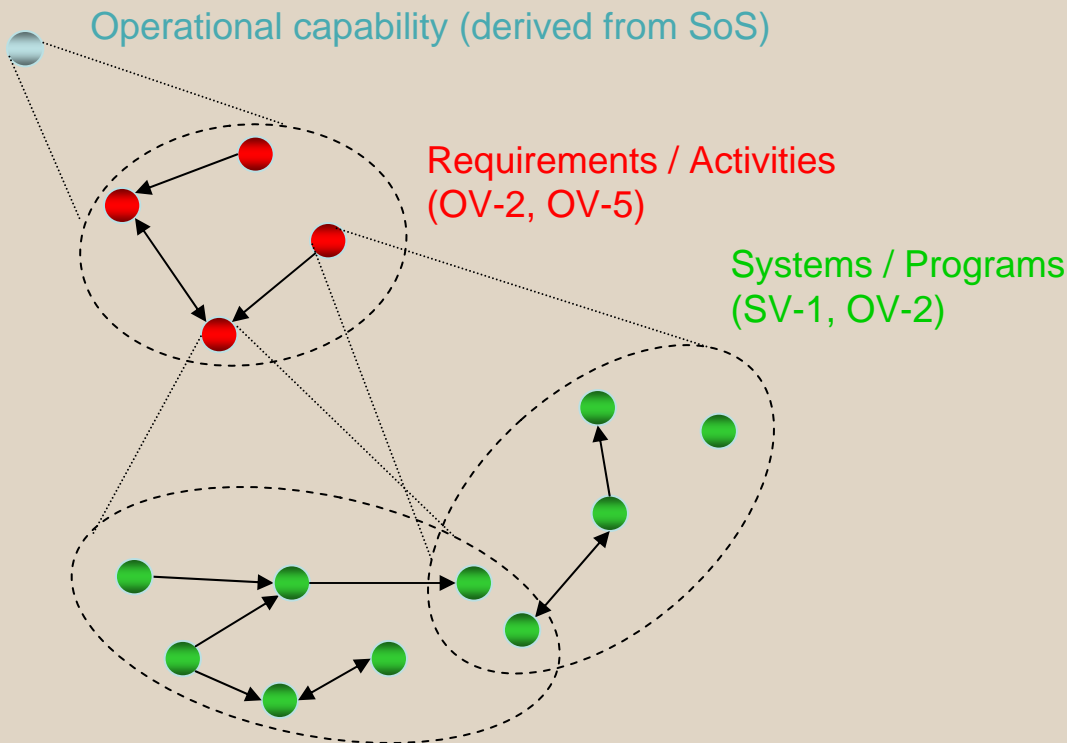 Operational capability (derived from SoS)
Requirements / Activities
(OV-2, OV-5)
Systems / Programs
(SV-1, OV-2)